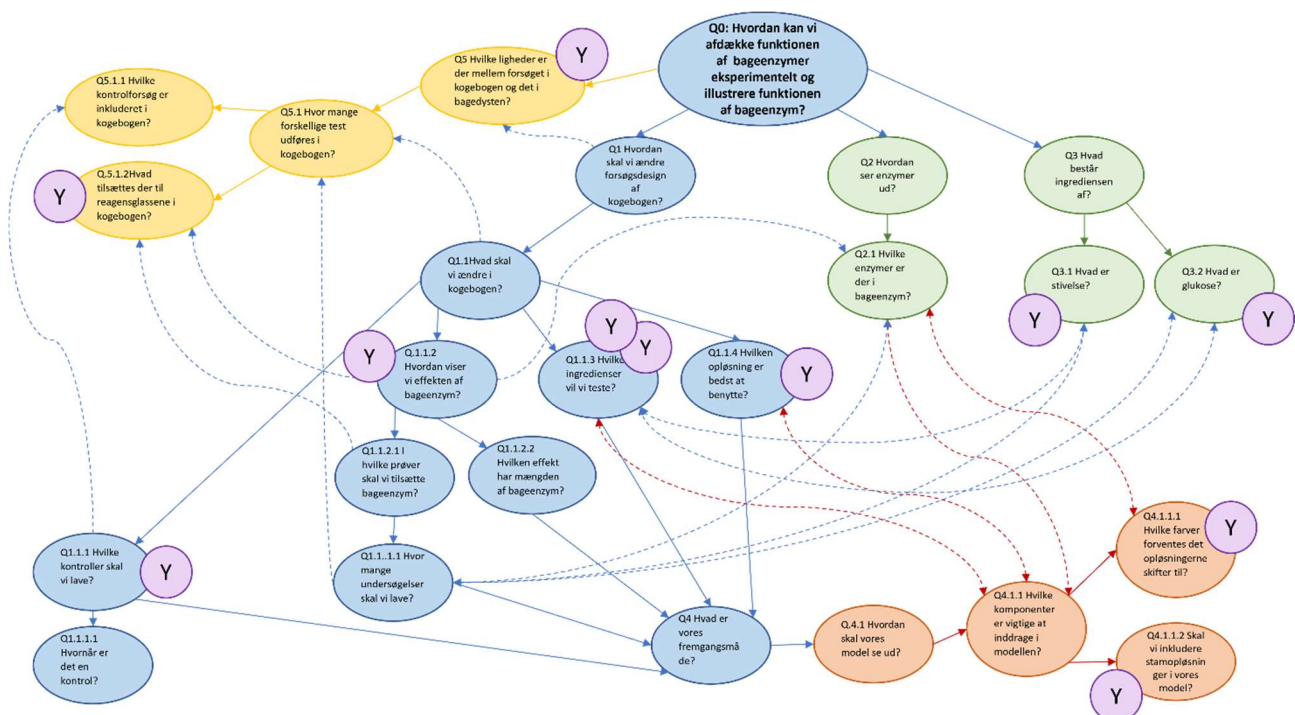 Q0: Hvordan kan vi
afdække funktionen
af bageenzymer
eksperimentelt og
illustrere funktionen
af bageenzym?
Y
Q5 Hvilke ligheder er
der mellem forsøget i
kogebogen og det i
bagedysten?
Q5.1.1 Hvilke
kontrolforsøg er
inkluderet i
kogebogen?
Q5.1 Hvor mange
forskellige test
udføres i
kogebogen?
Y
Q.5.1.2Hvad
tilsættes der til
reagensglassene i
kogebogen?
Q1 Hvordan
skal vi ændre
forsøgsdesign
af
kogebogen?
Q2 Hvordan
ser enzymer
ud?
Q3 Hvad
består
ingrediensen
af?
Q1.1Hvad skal
vi ændre i
kogebogen?
Q2.1 Hvilke
enzymer er
der i
bageenzym?
Q3.1 Hvad er
stivelse?
Y
Q3.2 Hvad er
glukose?
Y
Y
Q.1.1.2
Hvordan viser
vi effekten af
bageenzym?
Y
Y
Q.1.1.3 Hvilke
ingredienser
vil vi teste?
Q1.1.4 Hvilken
opløsning er
bedst at
benytte?
Y
Q1.1.2.1 I
hvilke prøver
skal vi tilsætte
bageenzym?
Q1.1.2.2
Hvilken effekt
har mængden
af bageenzym?
Q1.1.1 Hvilke
kontroller skal
vi lave?
Y
Q1.1..1.1 Hvor
mange
undersøgelser
skal vi lave?
Q1.1.1.1
Hvornår er
det en
kontrol?
Q4 Hvad er
vores
fremgangsmå
de?
Q.4.1 Hvordan
skal vores
model se ud?
Q4.1.1 Hvilke
komponenter
er vigtige at
inddrage i
modellen?
Q4.1.1.1
Hvilke farver
forventes det
opløsningerne
skifter til?
Y
Q4.1.1.2 Skal
vi inkludere
stamopløsnin
ger i vores
model?
Y